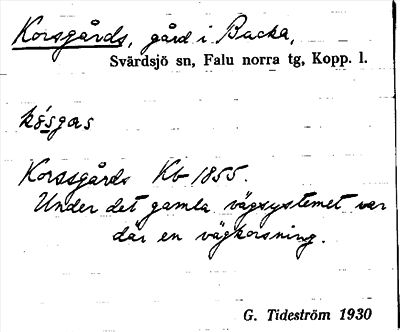 Korsgårds, gård i Backa,
Svärdsjö sn, Falu norra tg, Kopp. l.
kósgas
Korssgårds Kb 1855.
Under det gamla vägsystemet var
där en vägkorsning.
G. Tideström 1930